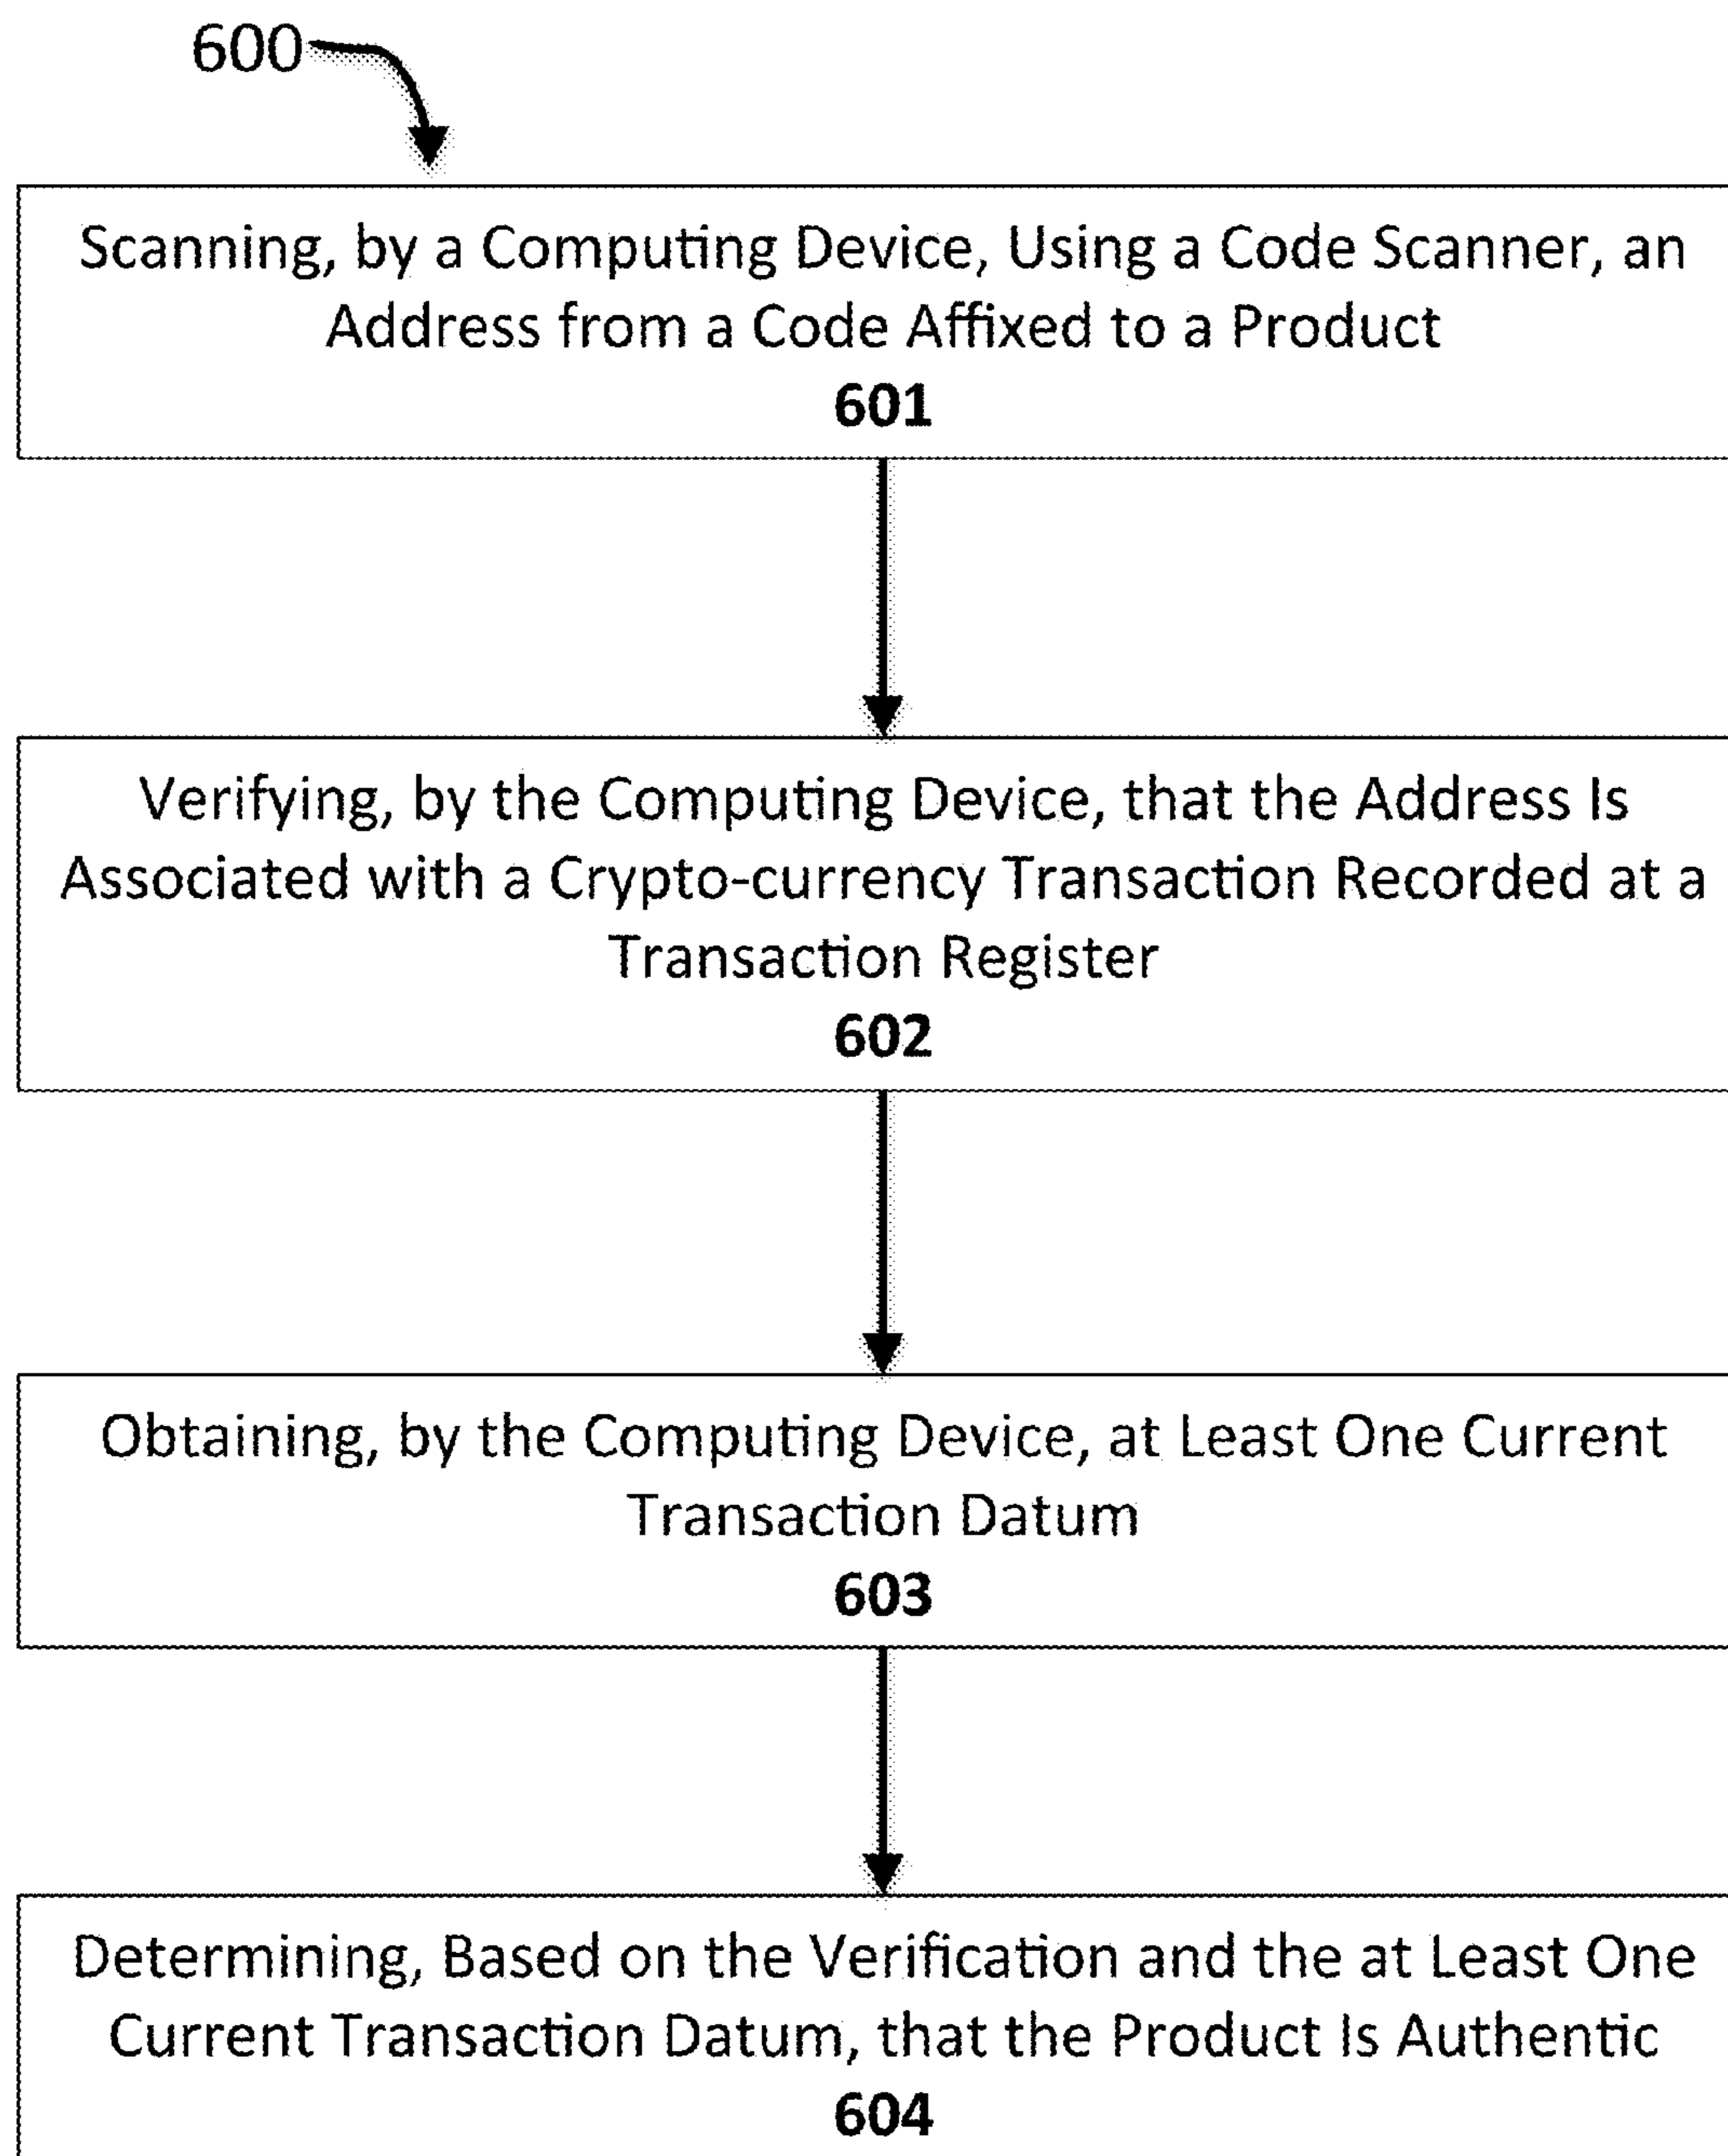 600
Scanning, by a Computing Device, Using a Code Scanner, an
Address from a Code Affixed to a Product
601
Verifying, by the Computing Device, that the Address Is
Associated with a Crypto-currency Transaction Recorded at a
Transaction Register
602
Obtaining, by the Computing Device, at Least One Current
Transaction Datum
603
Determining, Based on the Verification and the at Least One
Current Transaction Datum, that the Product Is Authentic
604